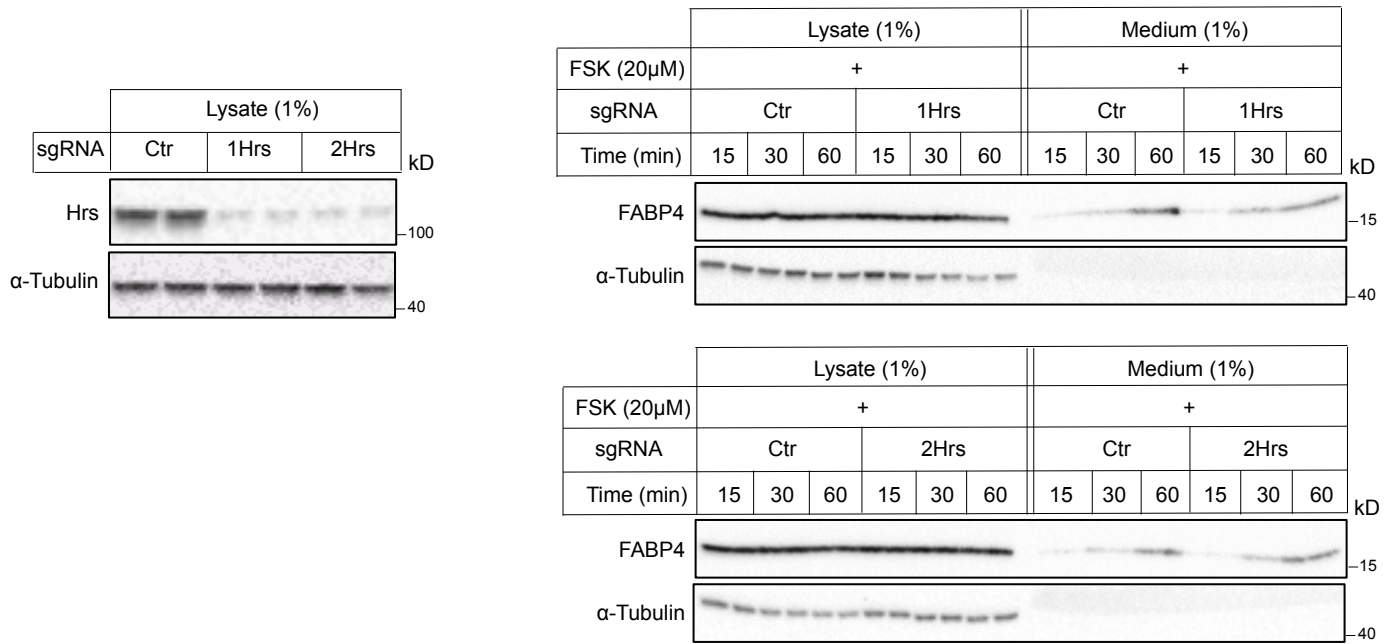 Lysate (1%)
sgRNA Ctr 1Hrs 2Hrs kD
Hrs
100
α-Tubulin
40
Lysate (1%) Medium (1%)
FSK (20µM) + +
sgRNA Ctr 1Hrs Ctr 1Hrs
Time (min) 15 30 60 15 30 60 15 30 60 15 30 60 kD
FABP4
15
α-Tubulin
40
Lysate (1%) Medium (1%)
FSK (20µM) + +
sgRNA Ctr 2Hrs Ctr 2Hrs
Time (min) 15 30 60 15 30 60 15 30 60 15 30 60 kD
FABP4
15
α-Tubulin
40